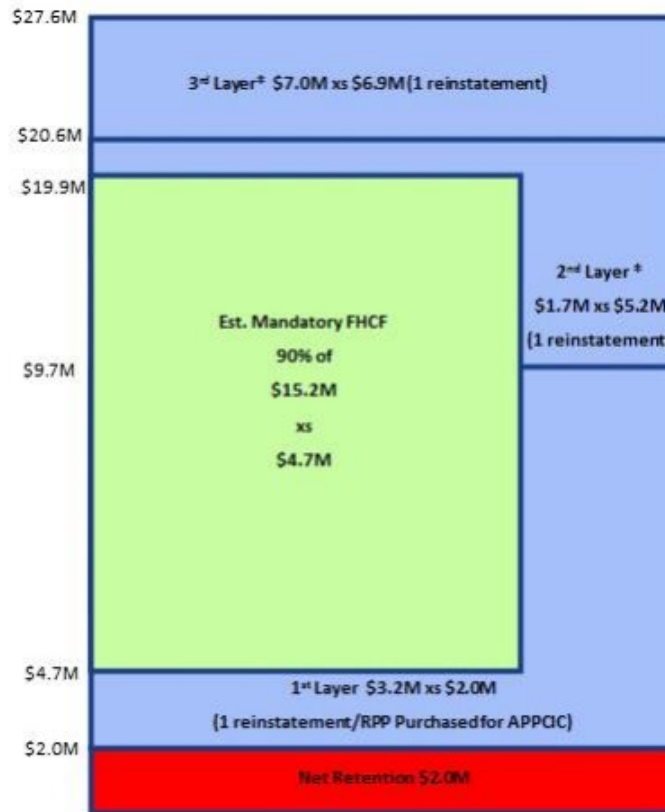 $27.6M
3rd Layer‡ $7.0M xs $6.9M (1 reinstatement)
$20.6M
$19.9M
2nd Layer ‡
$1.7M xs $5.2M
(1 reinstatement
Est. Mandatory FHCF
90% of
$15.2M
xs
$4.7M
$9.7M
$4.7M
1st Layer $3.2M xs $2.0M
(1 reinstatement/RPP Purchased for APPCIC)
$2.0M
Net Retention $2.0M